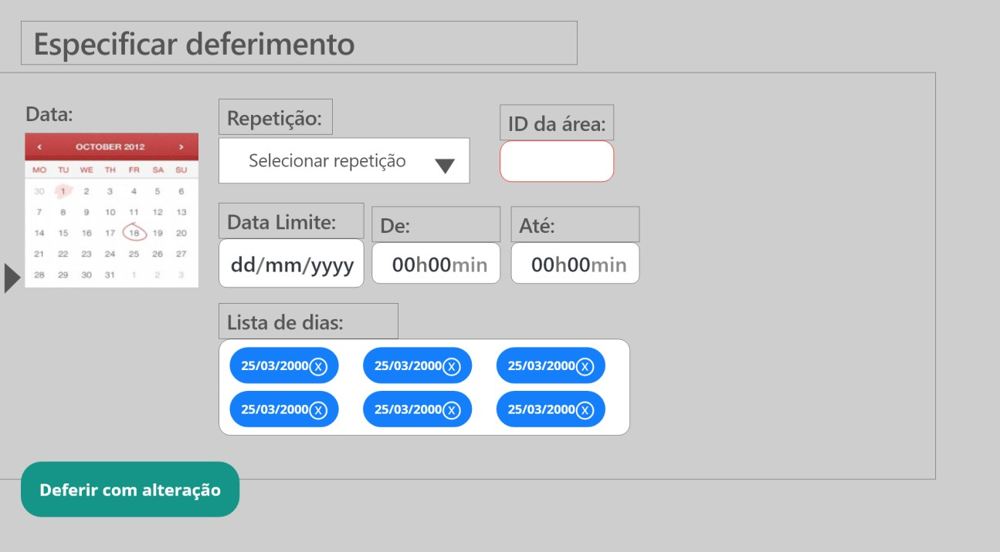 Especificar deferimento
Data:
Repetição:
ID da área:
‹ OCTOBER 2012 ›
MO TU WE TH FR SA SU
30 1 2 3 4 5 6
7 8 9 10 11 12 13
14 15 16 17 18 19 20
21 22 23 24 25 26 27
28 29 30 31 1 2 3
Selecionar repetição
Data Limite:
De:
Até:
dd/mm/yyyy
00h00min
00h00min
Lista de dias:
25/03/2000 X 25/03/2000 X 25/03/2000 X
25/03/2000 X 25/03/2000 X 25/03/2000 X
Deferir com alteração